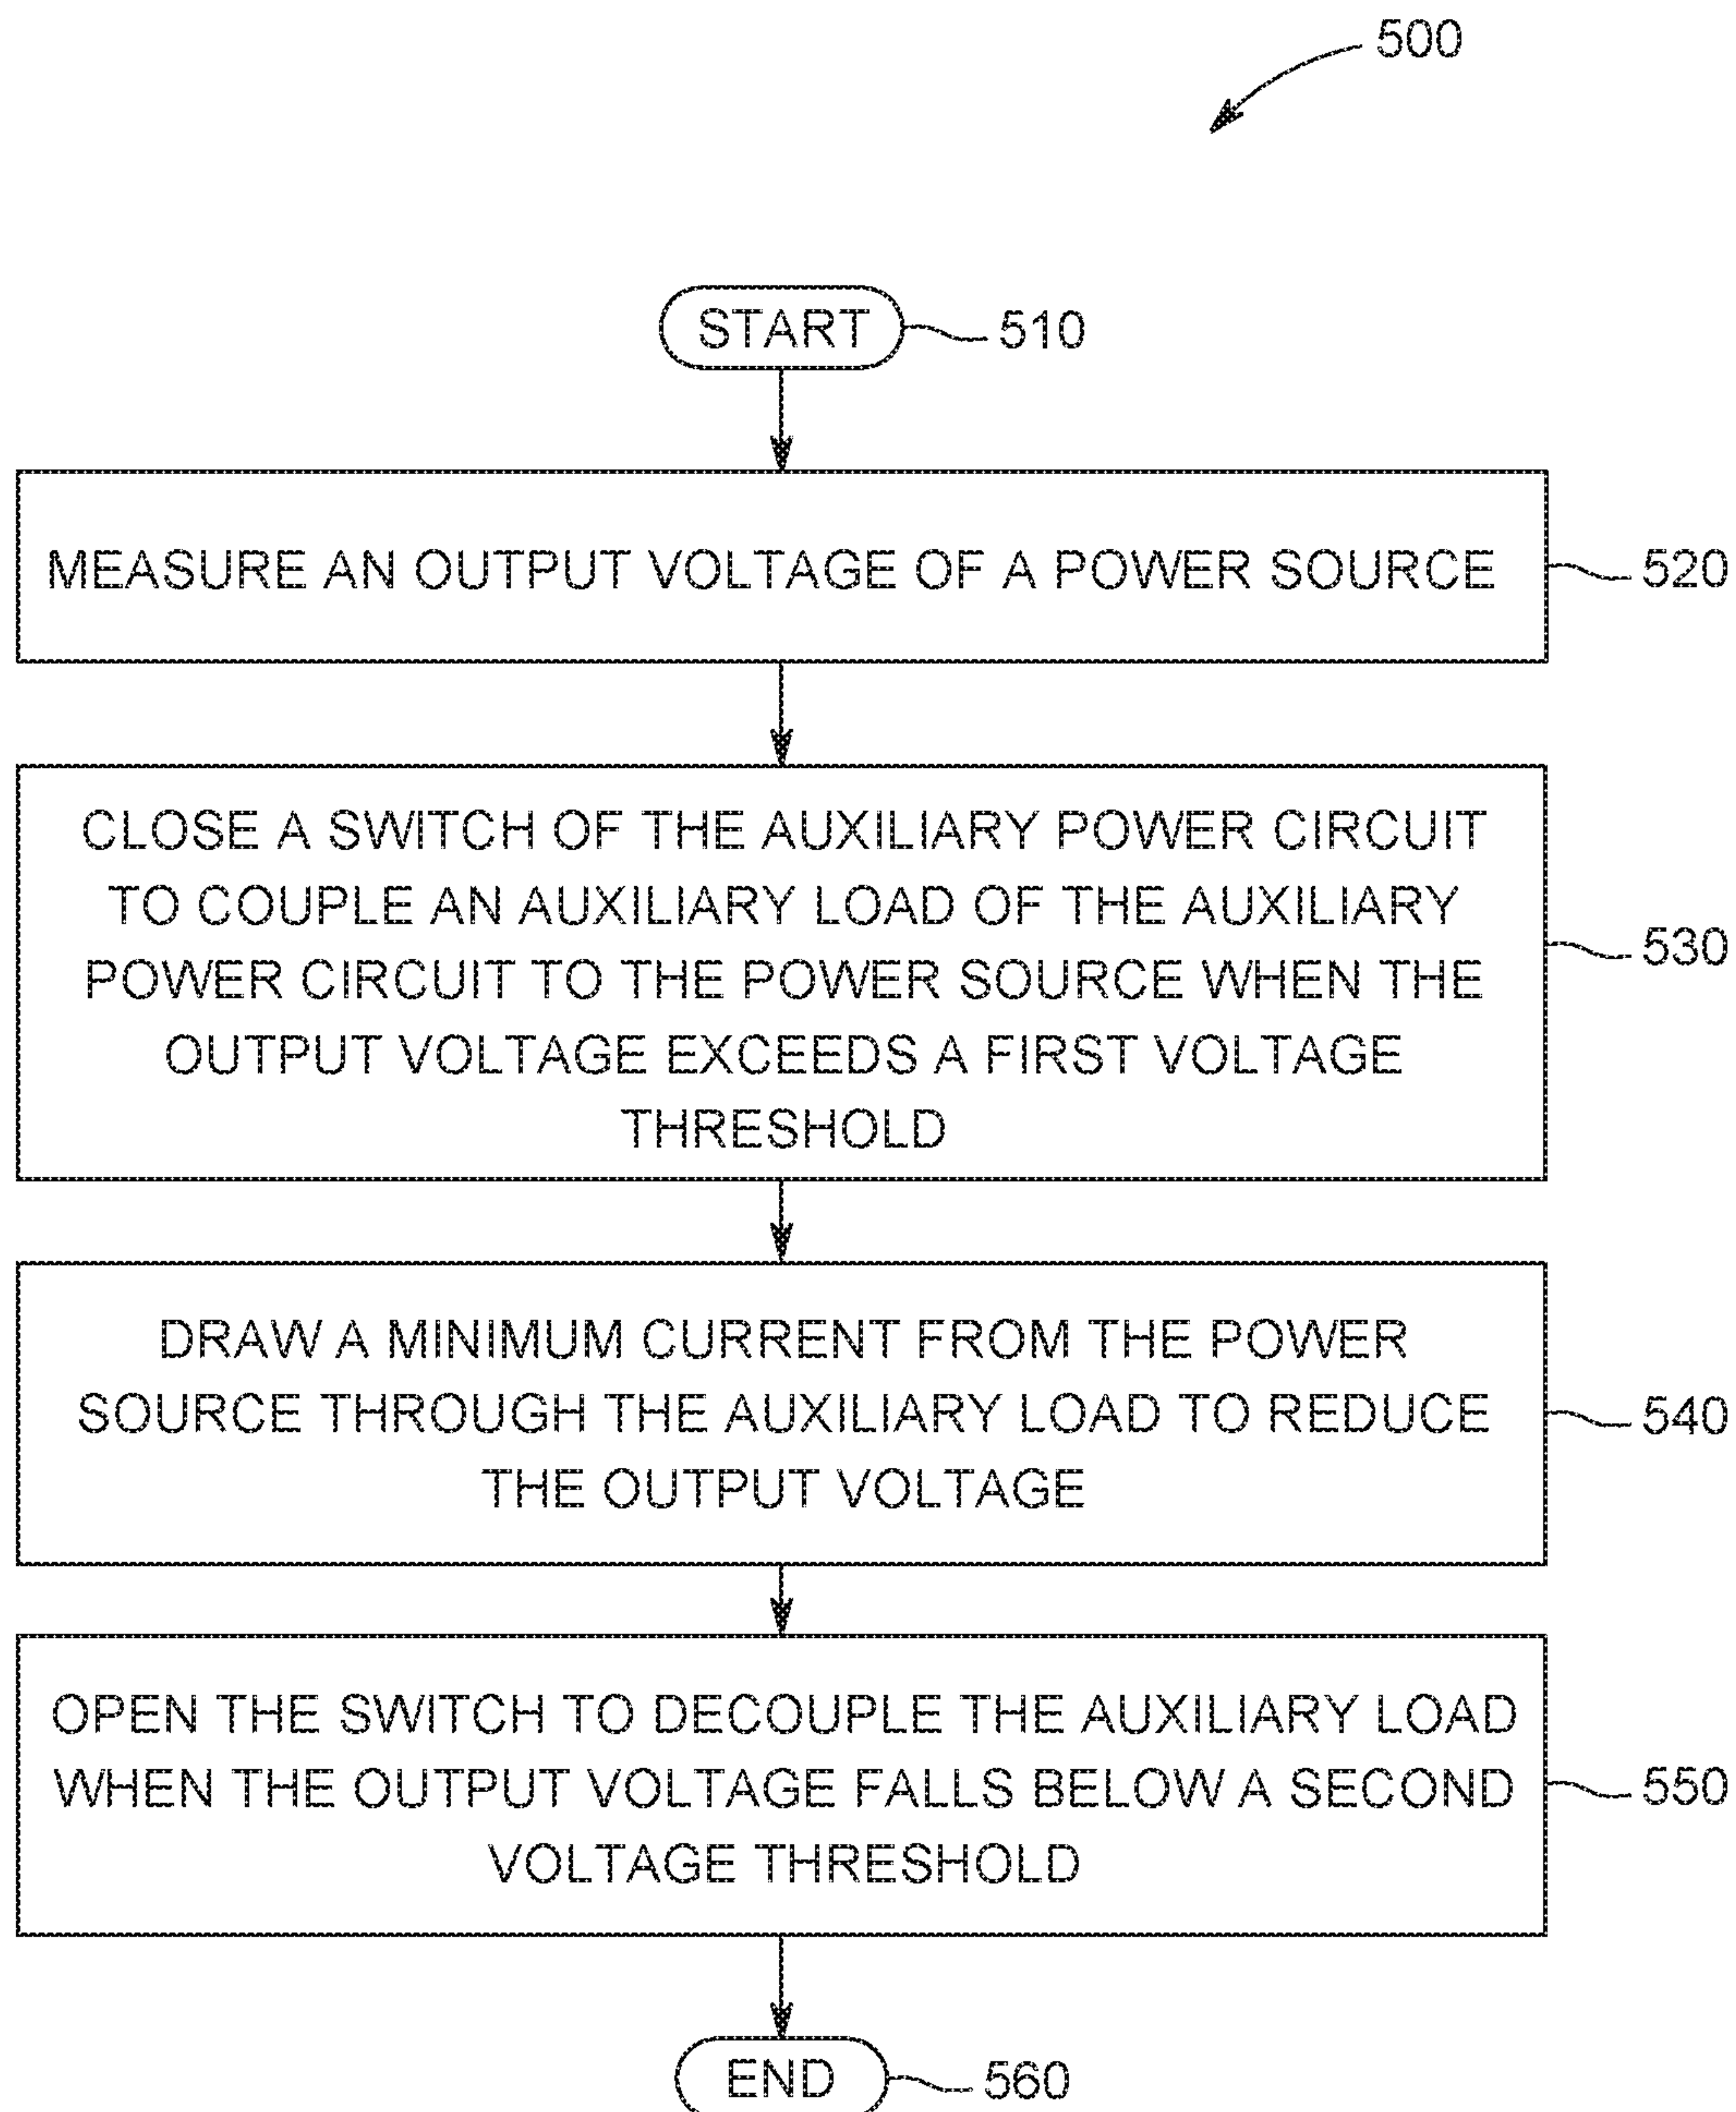 500
START
510
MEASURE AN OUTPUT VOLTAGE OF A POWER SOURCE
520
CLOSE A SWITCH OF THE AUXILIARY POWER CIRCUIT
TO COUPLE AN AUXILIARY LOAD OF THE AUXILIARY
POWER CIRCUIT TO THE POWER SOURCE WHEN THE
OUTPUT VOLTAGE EXCEEDS A FIRST VOLTAGE
THRESHOLD
530
DRAW A MINIMUM CURRENT FROM THE POWER
SOURCE THROUGH THE AUXILIARY LOAD TO REDUCE
THE OUTPUT VOLTAGE
540
OPEN THE SWITCH TO DECOUPLE THE AUXILIARY LOAD
WHEN THE OUTPUT VOLTAGE FALLS BELOW A SECOND
VOLTAGE THRESHOLD
550
END
560